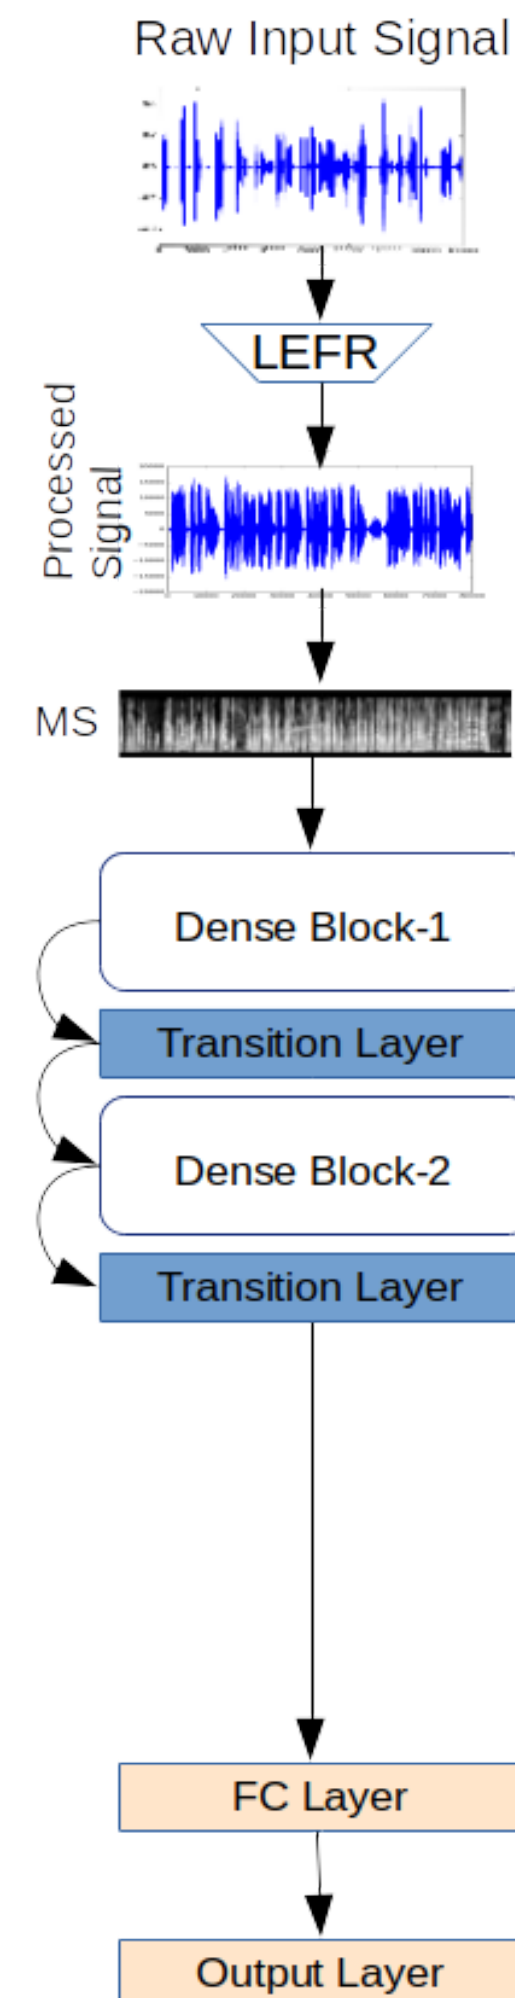 Raw Input Signal
LEFR
Processed
Signal
MS
Dense Block-1
Transition Layer
Dense Block-2
Transition Layer
FC Layer
Output Layer